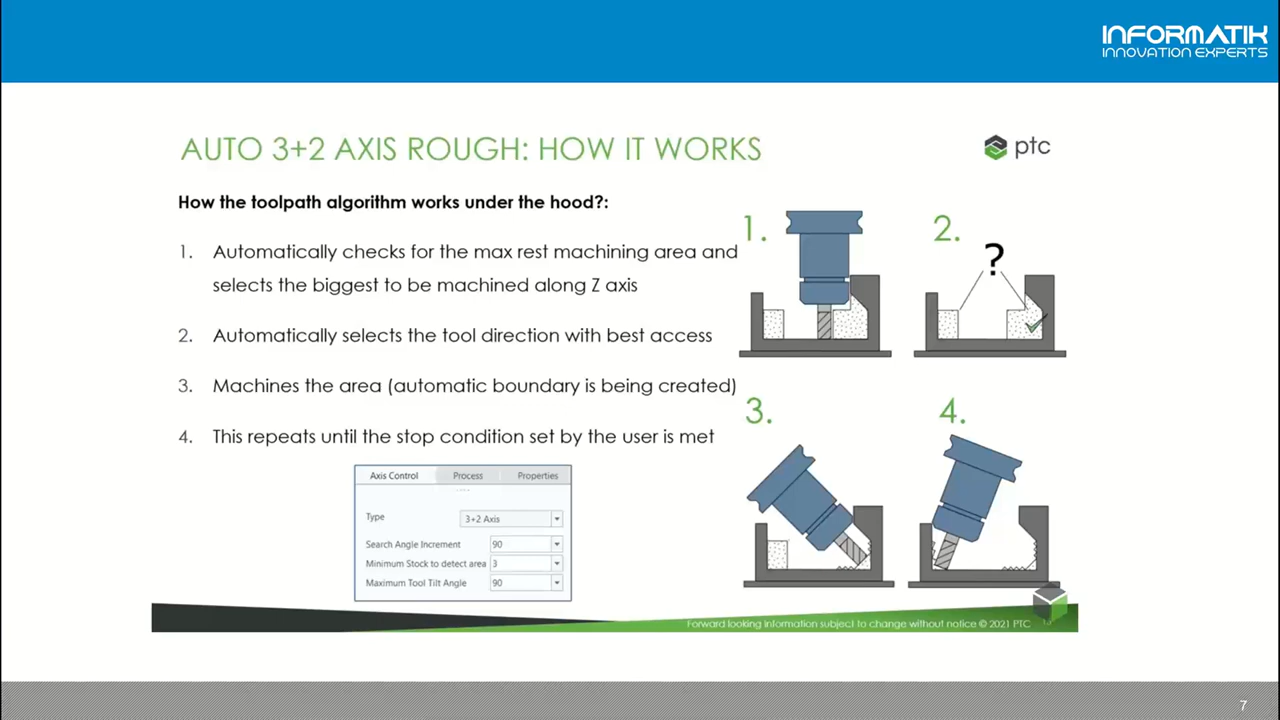 INFORMATIK
INNOVATION EXPERTS
AUTO 3+2 AXIS ROUGH: HOW IT WORKS
ptc
How the toolpath algorithm works under the hood?:
1. Automatically checks for the max rest machining area and
selects the biggest to be machined along Z axis
2. Automatically selects the tool direction with best access
3. Machines the area (automatic boundary is being created)
4. This repeats until the stop condition set by the user is met
1.
2.
?
3.
4.
Axis Control Process Properties
Type 3+2 Axis
Search Angle Increment 90
Minimum Stock to detect area 3
Maximum Tool Tilt Angle 90
Forward looking information subject to change without notice © 2021 PTC
7